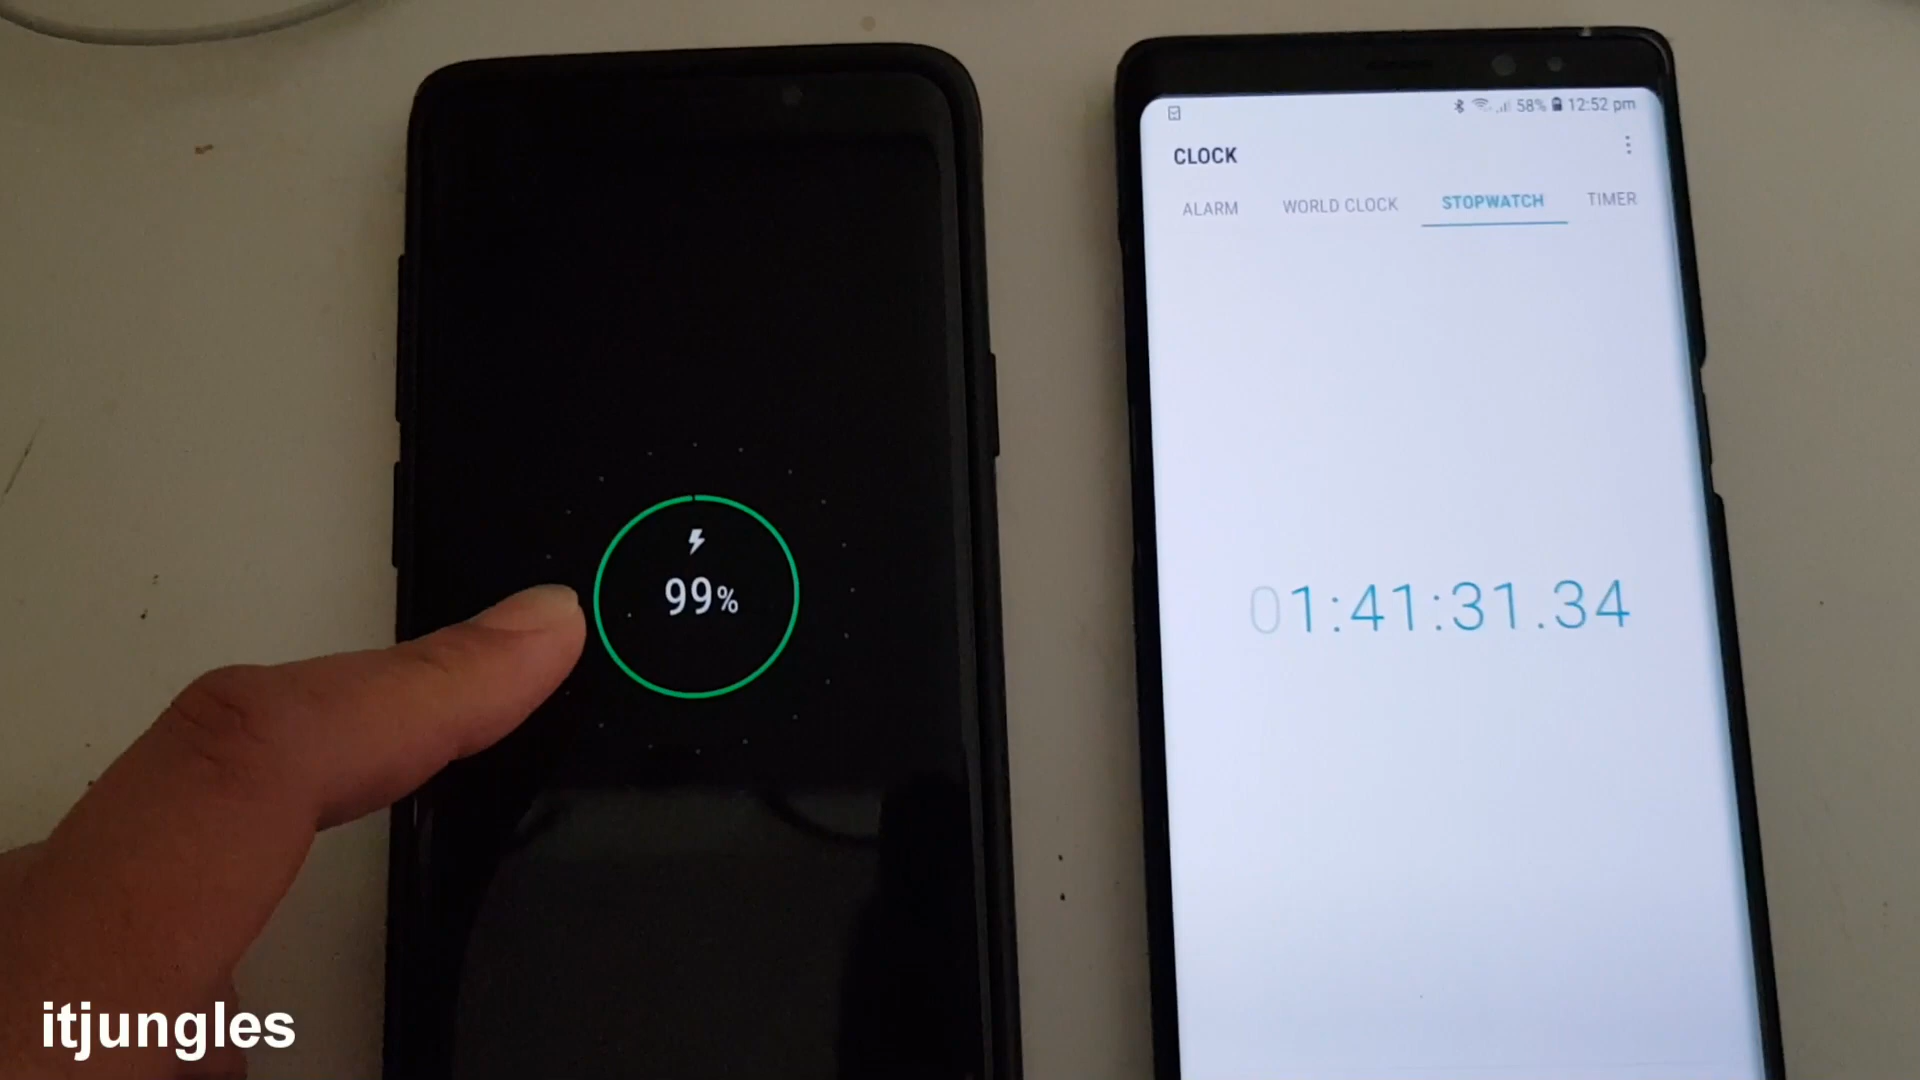 58% 12:52 pm
CLOCK
ALARM WORLD CLOCK STOPWATCH TIMER
99%
01:41:31.34
itjungles